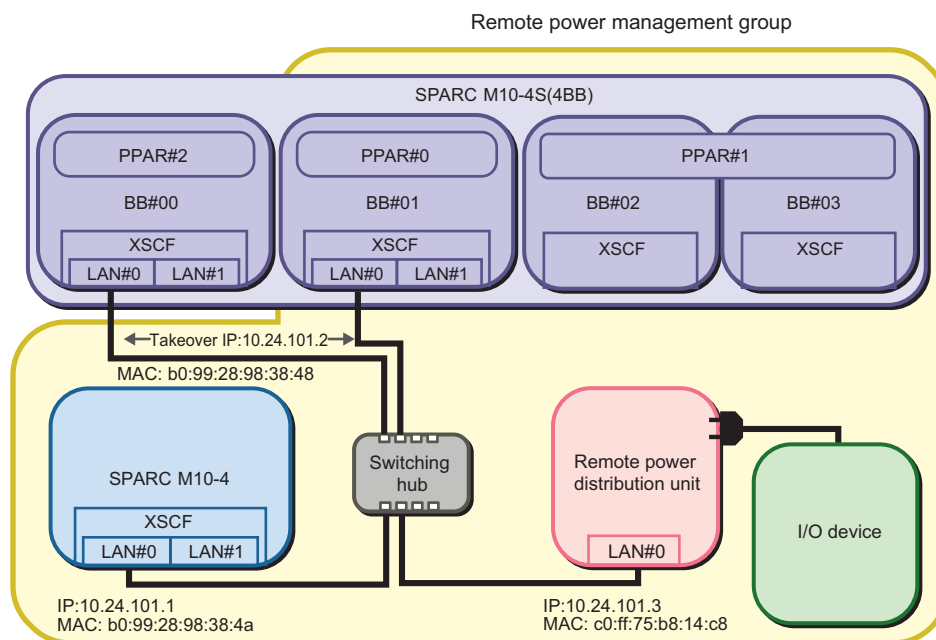 Remote power management group
SPARC M10-4S(4BB)
PPAR#2
PPAR#0
PPAR#1
BB#00
BB#01
BB#02
BB#03
XSCF
XSCF
XSCF
XSCF
LAN#0
LAN#1
LAN#0
LAN#1
Takeover IP:10.24.101.2
MAC: b0:99:28:98:38:48
SPARC M10-4
XSCF
LAN#0
LAN#1
Switching
hub
Remote power
distribution unit
LAN#0
I/O device
IP:10.24.101.1
MAC: b0:99:28:98:38:4a
IP:10.24.101.3
MAC: c0:ff:75:b8:14:c8